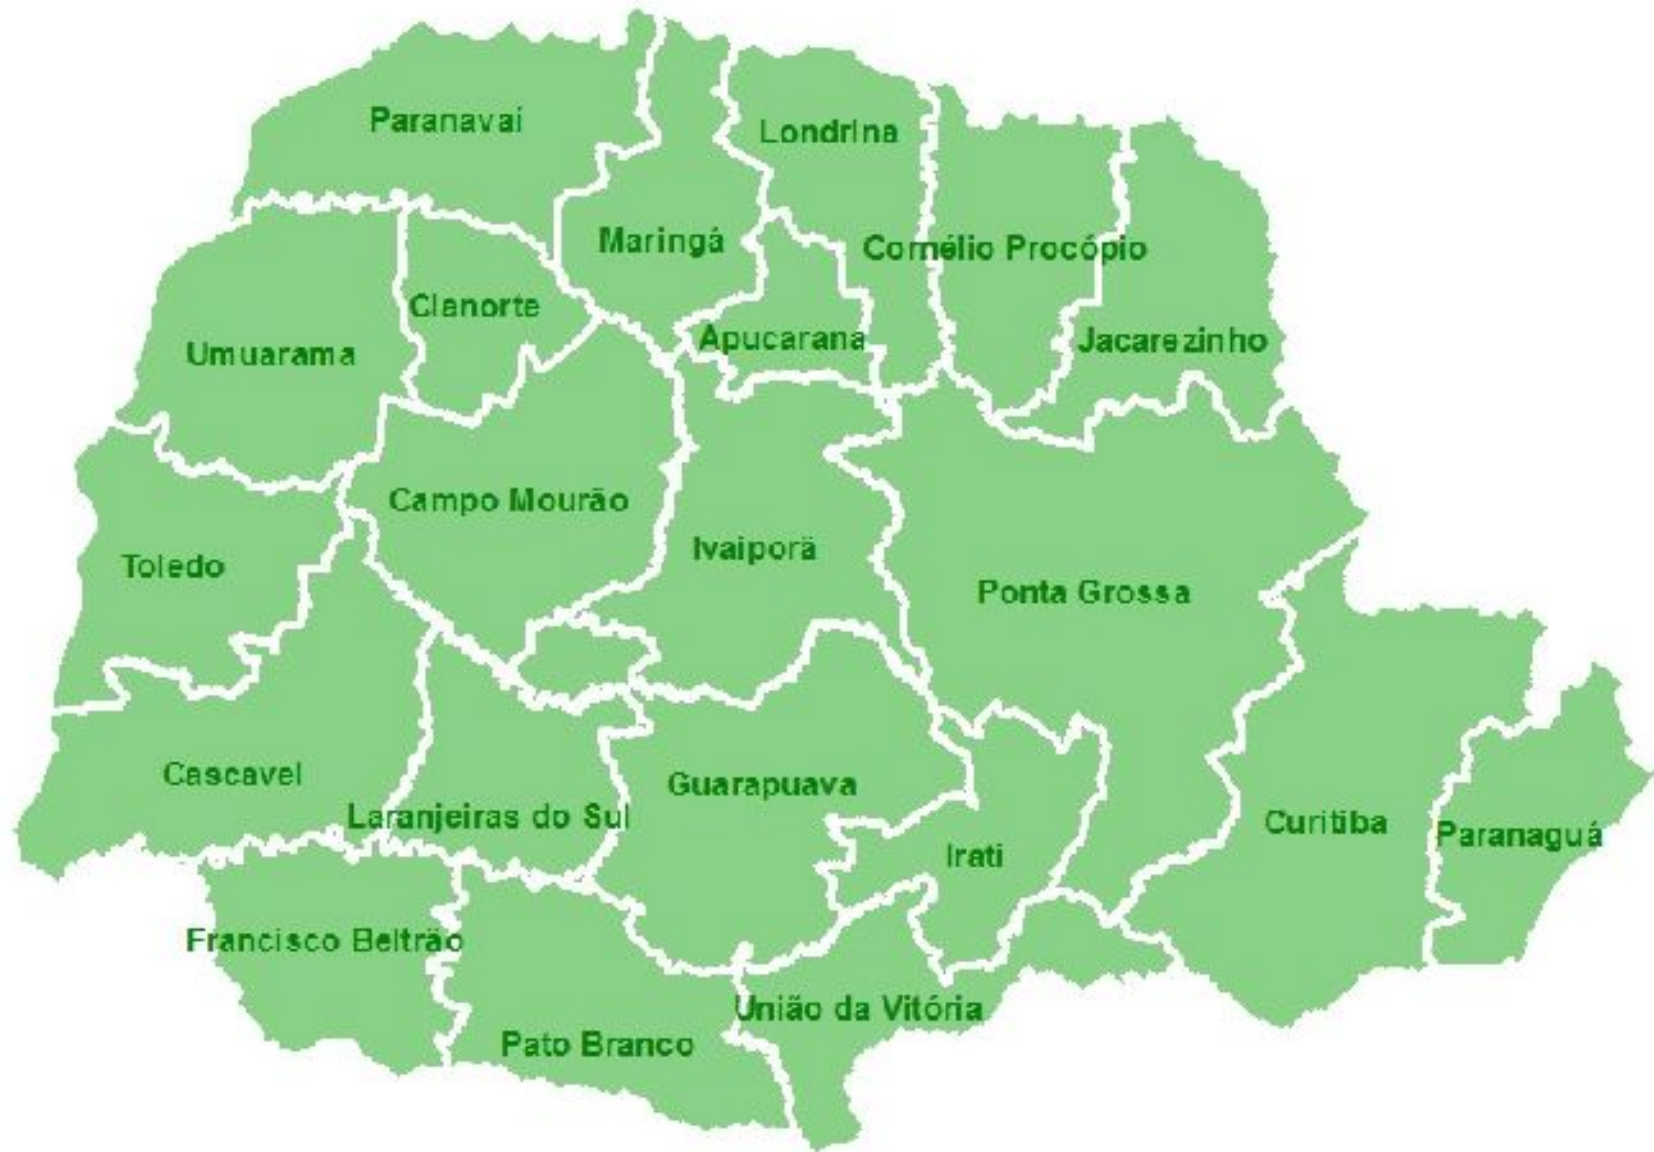 Paranavaí
Londrina
Maringá
Cornélio Procópio
Cianorte
Apucarana
Jacarezinho
Umuarama
Campo Mourão
Ivaiporã
Toledo
Ponta Grossa
Cascavel
Guarapuava
Laranjeiras do Sul
Curitiba
Paranaguá
Irati
Francisco Beltrão
União da Vitória
Pato Branco